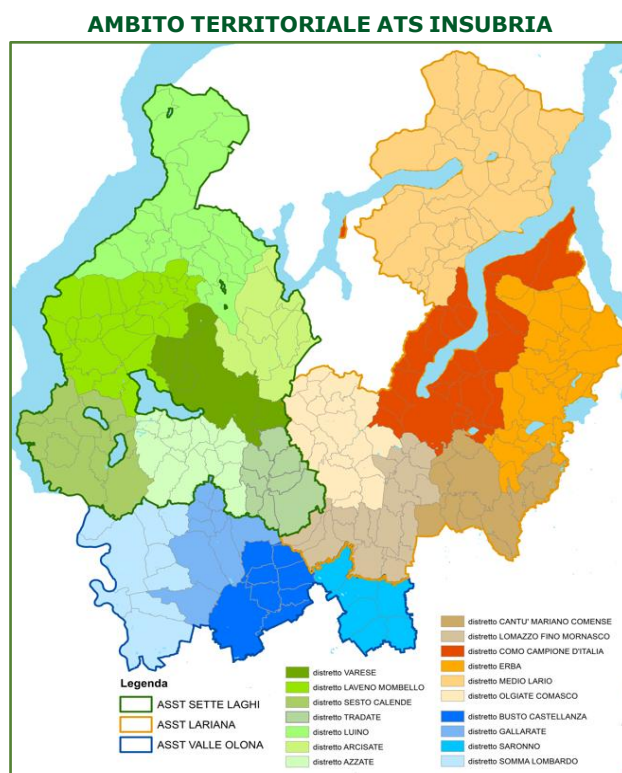 AMBITO TERRITORIALE ATS INSUBRIA
Legenda
ASST SETTE LAGHI
ASST LARIANA
ASST VALLE OLONA
distretto VARESE
distretto LAVENO MOMBELLO
distretto SESTO CALENDE
distretto TRADATE
distretto LUINO
distretto ARCISATE
distretto AZZATE
distretto CANTU' MARIANO COMENSE
distretto LOMAZZO FINO MORNASCO
distretto COMO CAMPIONE D'ITALIA
distretto ERBA
distretto MEDIO LARIO
distretto OLGIATE COMASCO
distretto BUSTO CASTELLANZA
distretto GALLARATE
distretto SARONNO
distretto SOMMA LOMBARDO